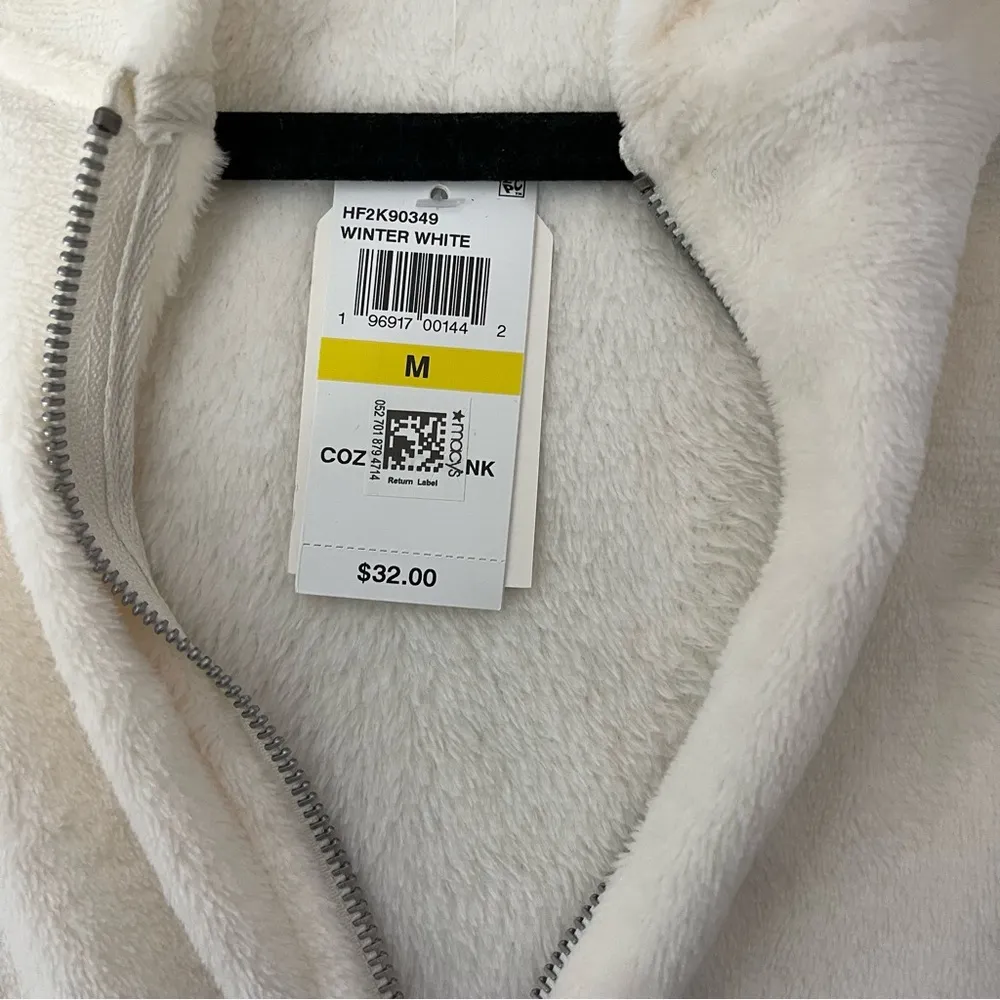 HF2K90349
WINTER WHITE
1 96917 00144 2
M
052 701 879 4714
★macy's
COZ NK
Return Label
$32.00